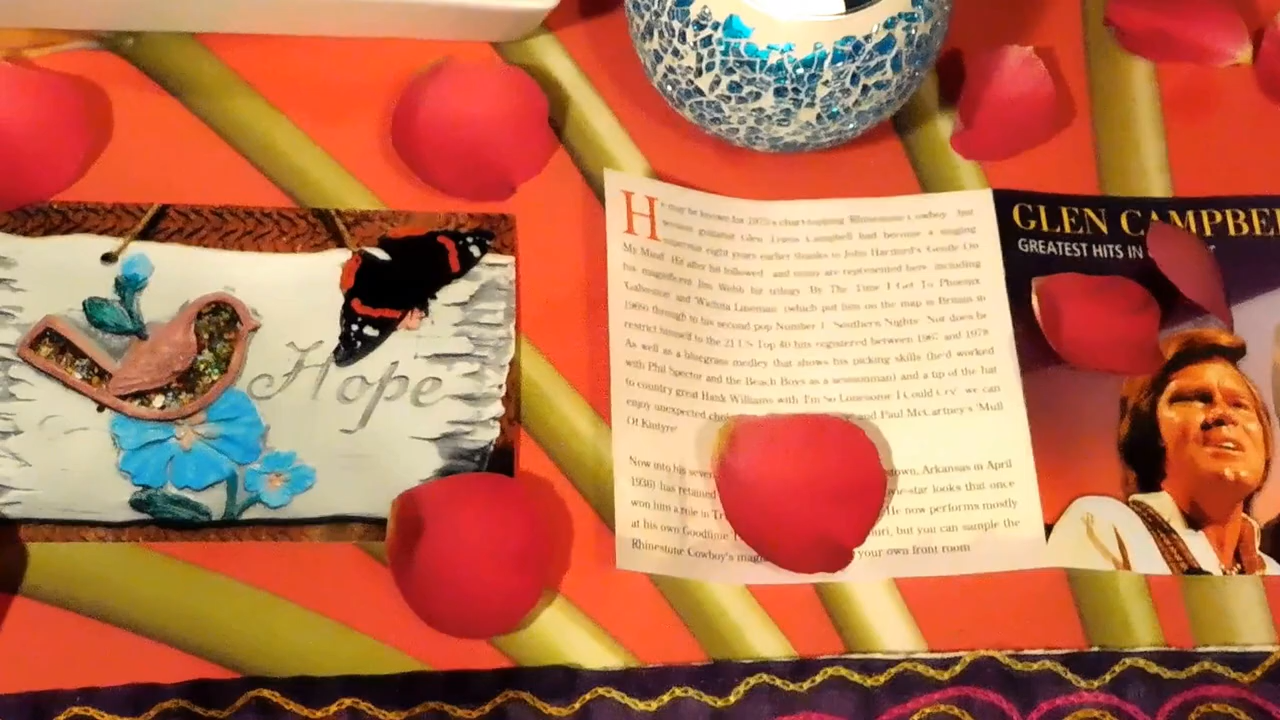 Hope
He may be known for 1975's chart-topping 'Rhinestone Cowboy' but
session guitarist Glen Travis Campbell had become a singing
eight years earlier thanks to John Hartford's 'Gentle On
My Mind'. He after hit followed and many are represented here including
his magnificent Jim Webb hit trilogy 'By The Time I Get To Phoenix'
'Galveston' and 'Wichita Lineman' (which put him on the map in Britain in
1969) through to his second pop Number 1 'Southern Nights'. Not does he
restrict himself to the 21 US Top 40 hits registered between 1967 and 1978
As well as a bluegrass medley that shows his picking skills (he'd worked
with Phil Spector and the Beach Boys as a sessionman) and a tip of the hat
to country great Hank Williams with 'I'm So Lonesome I Could Cry' we can
enjoy unexpected and Paul McCartney's 'Mull
Of Kintyre'
Now into his town, Arkansas in April
1936) has retained star looks that once
won him a role in He now performs mostly
at his own Goodtime but you can sample the
Rhinestone Cowboy's your own front room
GLEN CAMPBE
GREATEST HITS IN